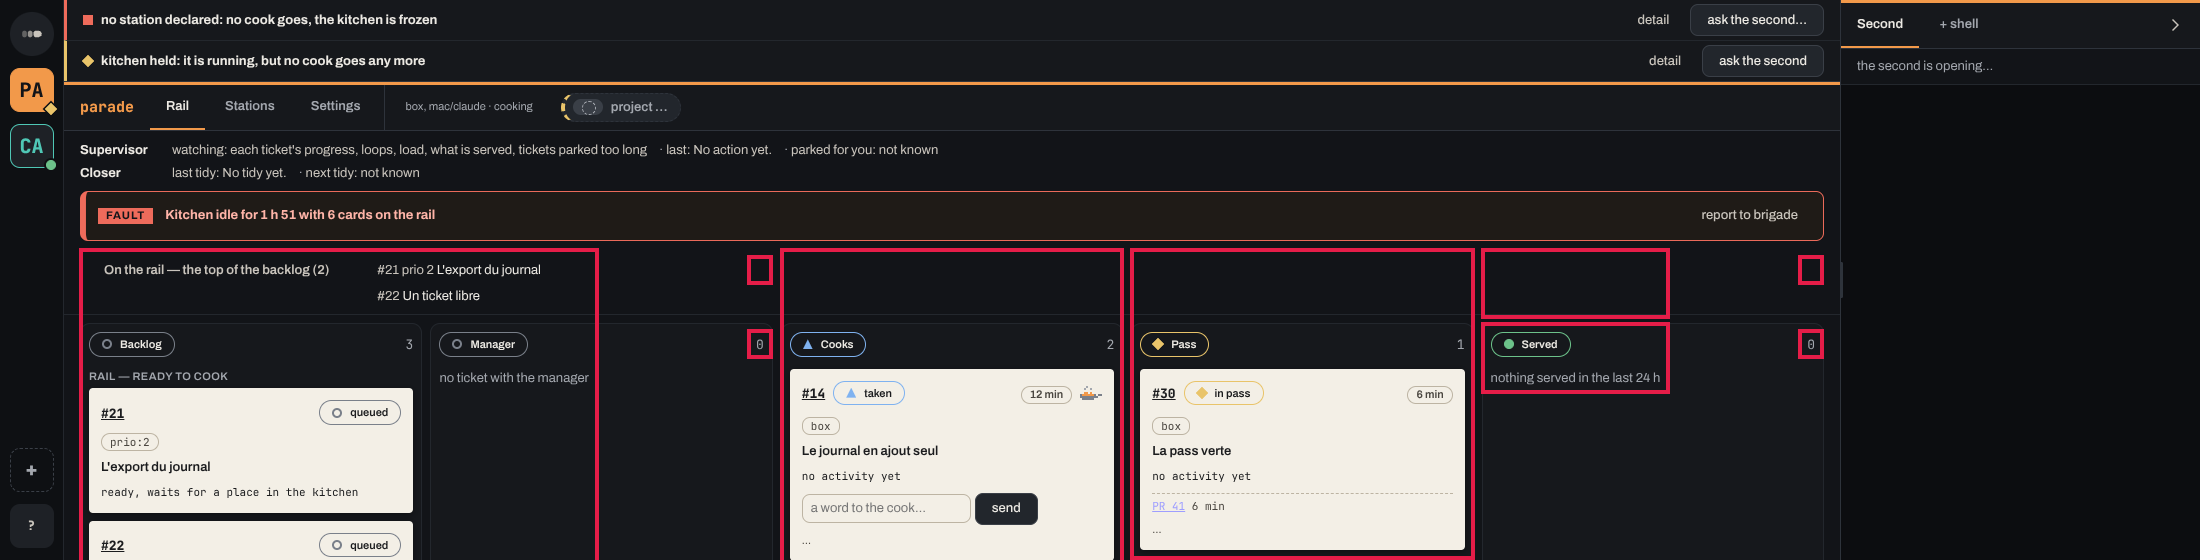 no station declared: no cook goes, the kitchen is frozen
detail
ask the second...
kitchen held: it is running, but no cook goes any more
detail
ask the second
PA
CA
+
?
parade
Rail
Stations
Settings
box, mac/claude · cooking
project ...
Supervisor
watching: each ticket's progress, loops, load, what is served, tickets parked too long · last: No action yet. · parked for you: not known
Closer
last tidy: No tidy yet. · next tidy: not known
FAULT
Kitchen idle for 1 h 51 with 6 cards on the rail
report to brigade
On the rail — the top of the backlog (2)
#21 prio 2 L'export du journal
#22 Un ticket libre
Backlog
3
RAIL — READY TO COOK
#21
queued
prio:2
L'export du journal
ready, waits for a place in the kitchen
#22
queued
Manager
0
no ticket with the manager
Cooks
2
#14
taken
12 min
box
Le journal en ajout seul
no activity yet
a word to the cook...
send
...
Pass
1
#30
in pass
6 min
box
La pass verte
no activity yet
PR 41 6 min
...
Served
0
nothing served in the last 24 h
Second
+ shell
the second is opening...